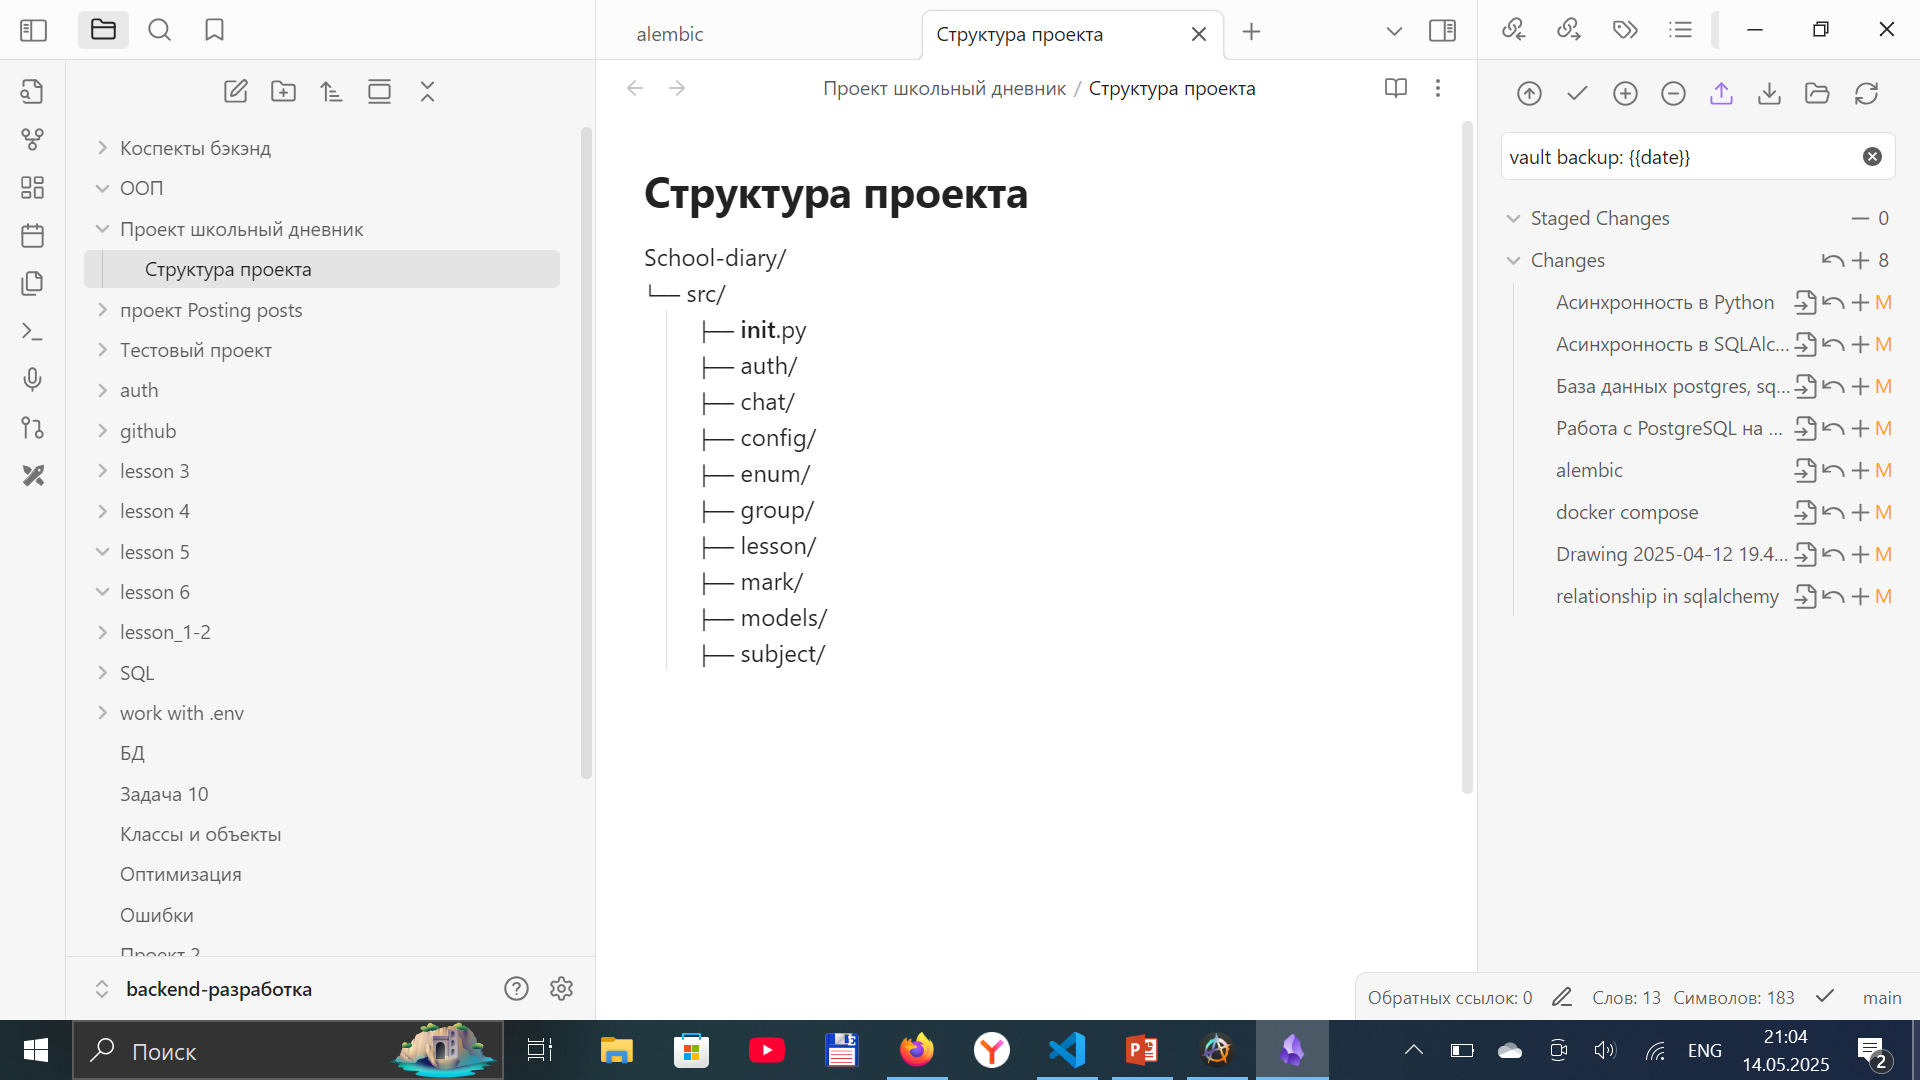 alembic
Структура проекта
Проект школьный дневник / Структура проекта
Коспекты бэкэнд
ООП
Проект школьный дневник
Структура проекта
проект Posting posts
Тестовый проект
auth
github
lesson 3
lesson 4
lesson 5
lesson 6
lesson_1-2
SQL
work with .env
БД
Задача 10
Классы и объекты
Оптимизация
Ошибки
Проект 2
backend-разработка
Структура проекта
School-diary/
└── src/
├── init.py
├── auth/
├── chat/
├── config/
├── enum/
├── group/
├── lesson/
├── mark/
├── models/
├── subject/
vault backup: {{date}}
Staged Changes 0
Changes 8
Асинхронность в Python M
Асинхронность в SQLAlc... M
База данных postgres, sq... M
Работа с PostgreSQL на ... M
alembic M
docker compose M
Drawing 2025-04-12 19.4... M
relationship in sqlalchemy M
Обратных ссылок: 0 Слов: 13 Символов: 183 main
Поиск
ENG
21:04
14.05.2025
2